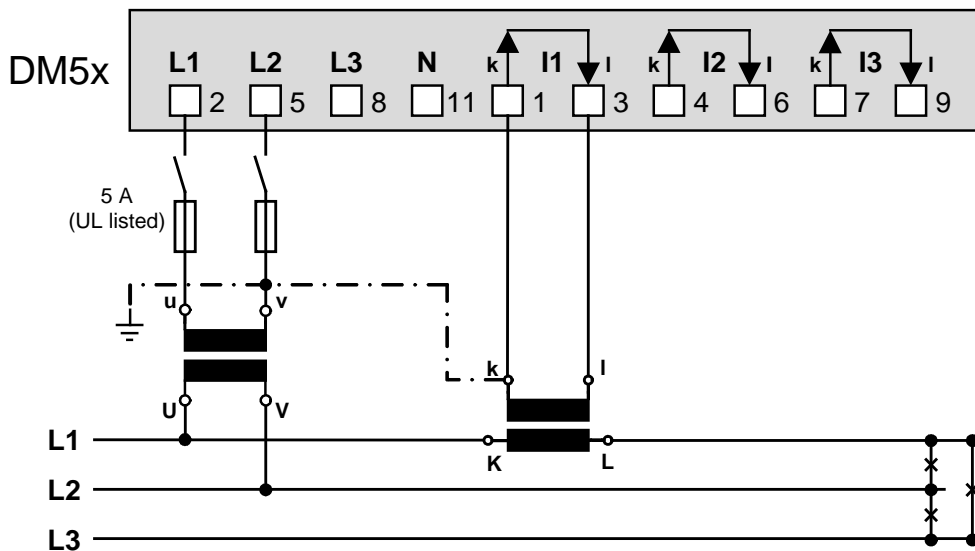 DM5x
L1 L2 L3 N k I1 l k I2 l k I3 l
2 5 8 11 1 3 4 6 7 9
5 A
(UL listed)
u v
k l
U V
L1
K L
L2
L3